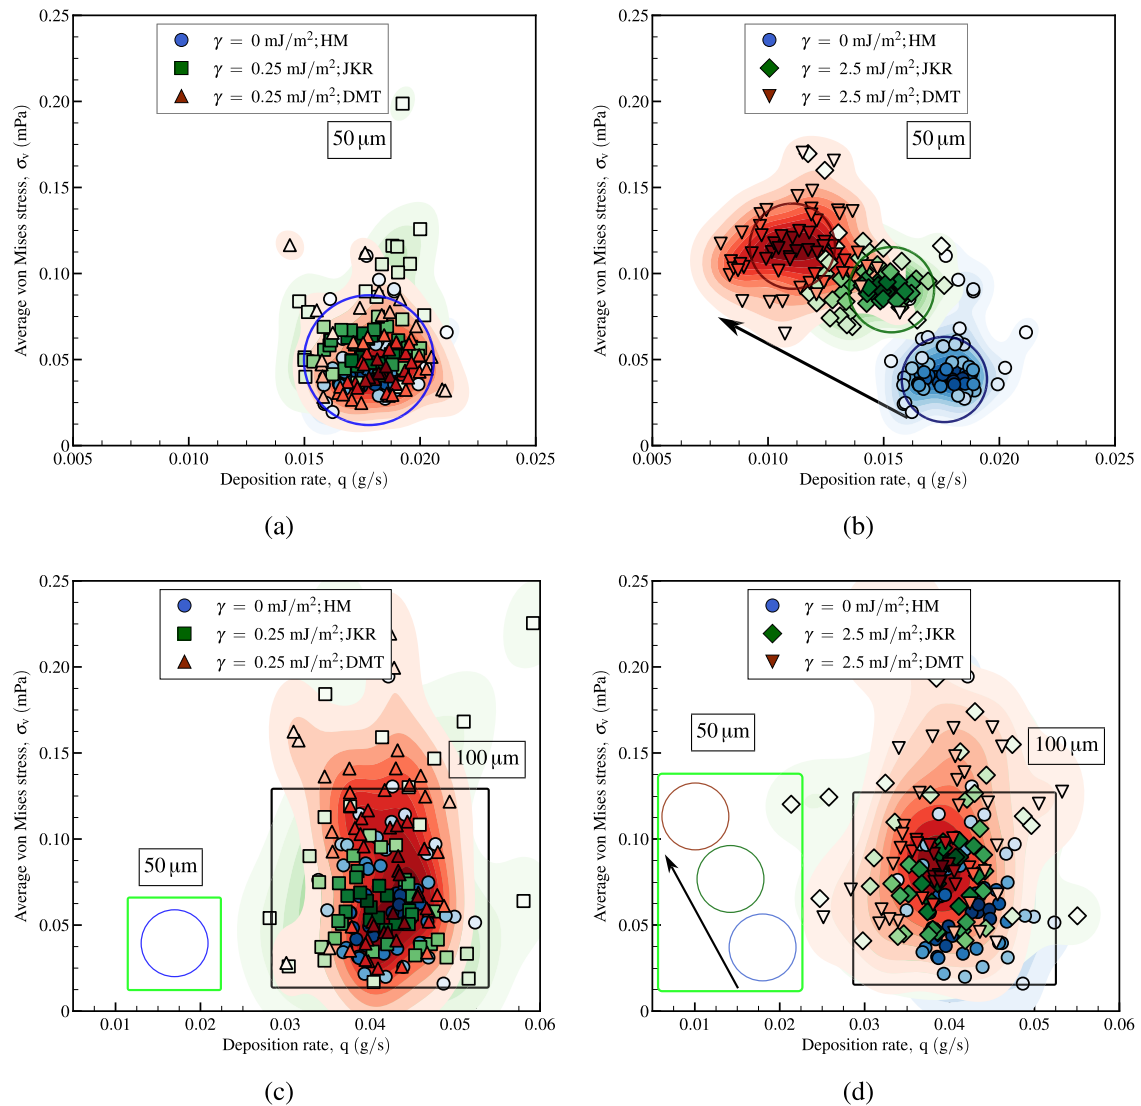 0.25
0.20
0.15
0.10
0.05
0
Average von Mises stress, σᵥ (mPa)
γ = 0 mJ/m²;HM
γ = 0.25 mJ/m²;JKR
γ = 0.25 mJ/m²;DMT
50 μm
0.005 0.010 0.015 0.020 0.025
Deposition rate, q (g/s)
(a)
0.25
0.20
0.15
0.10
0.05
0
Average von Mises stress, σᵥ (mPa)
γ = 0 mJ/m²;HM
γ = 2.5 mJ/m²;JKR
γ = 2.5 mJ/m²;DMT
50 μm
0.005 0.010 0.015 0.020 0.025
Deposition rate, q (g/s)
(b)
0.25
0.20
0.15
0.10
0.05
0
Average von Mises stress, σᵥ (mPa)
γ = 0 mJ/m²;HM
γ = 0.25 mJ/m²;JKR
γ = 0.25 mJ/m²;DMT
100 μm
50 μm
0.01 0.02 0.03 0.04 0.05 0.06
Deposition rate, q (g/s)
(c)
0.25
0.20
0.15
0.10
0.05
0
Average von Mises stress, σᵥ (mPa)
γ = 0 mJ/m²;HM
γ = 2.5 mJ/m²;JKR
γ = 2.5 mJ/m²;DMT
50 μm
100 μm
0.01 0.02 0.03 0.04 0.05 0.06
Deposition rate, q (g/s)
(d)